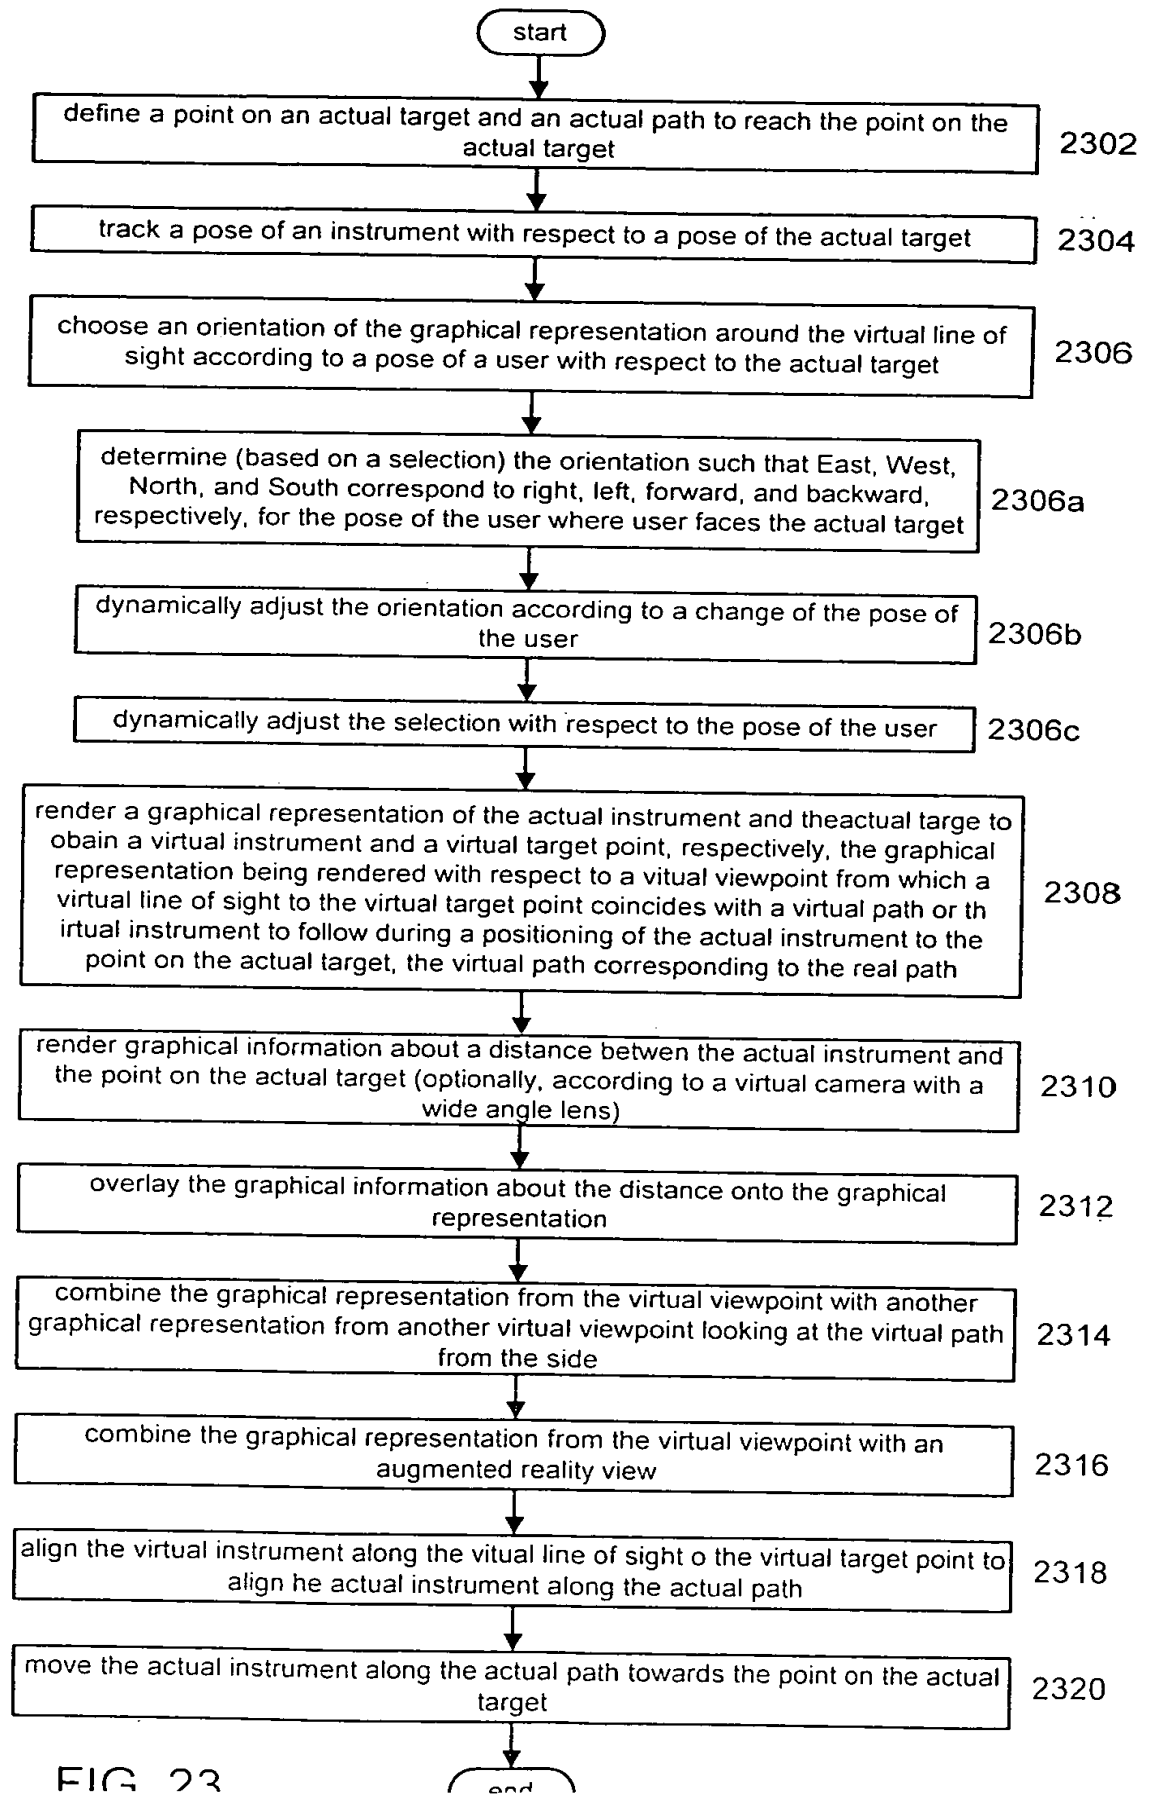 start
define a point on an actual target and an actual path to reach the point on the
actual target
2302
track a pose of an instrument with respect to a pose of the actual target
2304
choose an orientation of the graphical representation around the virtual line of
sight according to a pose of a user with respect to the actual target
2306
determine (based on a selection) the orientation such that East, West,
North, and South correspond to right, left, forward, and backward,
respectively, for the pose of the user where user faces the actual target
2306a
dynamically adjust the orientation according to a change of the pose of
the user
2306b
dynamically adjust the selection with respect to the pose of the user
2306c
render a graphical representation of the actual instrument and theactual targe to
obain a virtual instrument and a virtual target point, respectively, the graphical
representation being rendered with respect to a vitual viewpoint from which a
virtual line of sight to the virtual target point coincides with a virtual path or th
irtual instrument to follow during a positioning of the actual instrument to the
point on the actual target, the virtual path corresponding to the real path
2308
render graphical information about a distance betwen the actual instrument and
the point on the actual target (optionally, according to a virtual camera with a
wide angle lens)
2310
overlay the graphical information about the distance onto the graphical
representation
2312
combine the graphical representation from the virtual viewpoint with another
graphical representation from another virtual viewpoint looking at the virtual path
from the side
2314
combine the graphical representation from the virtual viewpoint with an
augmented reality view
2316
align the virtual instrument along the vitual line of sight o the virtual target point to
align he actual instrument along the actual path
2318
move the actual instrument along the actual path towards the point on the actual
target
2320
end
FIG. 23